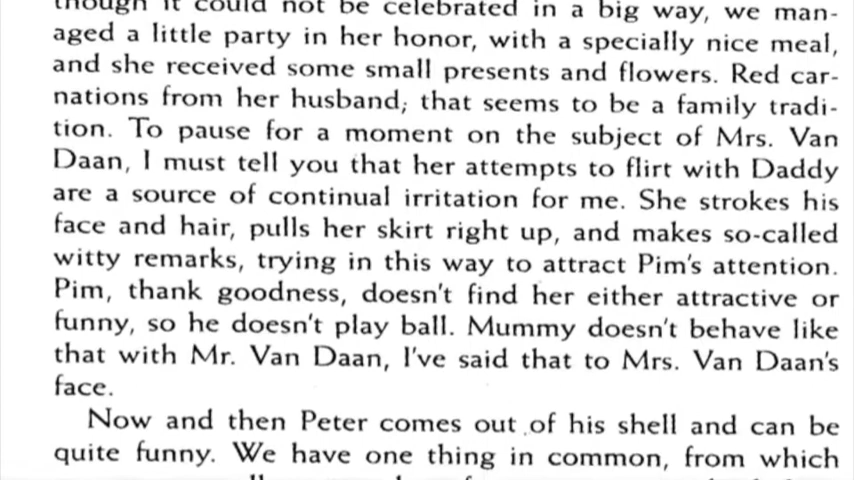 though it could not be celebrated in a big way, we man-
aged a little party in her honor, with a specially nice meal,
and she received some small presents and flowers. Red car-
nations from her husband; that seems to be a family tradi-
tion. To pause for a moment on the subject of Mrs. Van
Daan, I must tell you that her attempts to flirt with Daddy
are a source of continual irritation for me. She strokes his
face and hair, pulls her skirt right up, and makes so-called
witty remarks, trying in this way to attract Pim's attention.
Pim, thank goodness, doesn't find her either attractive or
funny, so he doesn't play ball. Mummy doesn't behave like
that with Mr. Van Daan, I've said that to Mrs. Van Daan's
face.
Now and then Peter comes out of his shell and can be
quite funny. We have one thing in common, from which